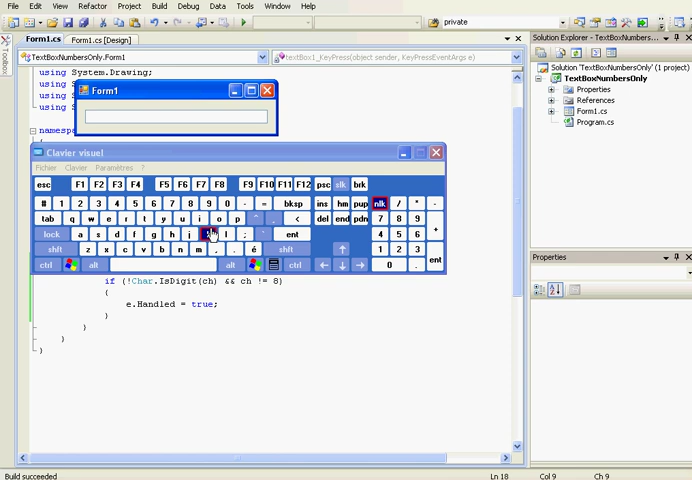 File Edit View Refactor Project Build Debug Data Tools Window Help
private
Form1.cs Form1.cs [Design]
Toolbox
TextBoxNumbersOnly.Form1
textBox1_KeyPress(object sender, KeyPressEventArgs e)
using System.Drawing;
using S
using S
using S
namespa
Form1
Clavier visuel
Fichier Clavier Paramètres ?
esc F1 F2 F3 F4 F5 F6 F7 F8 F9 F10 F11 F12 psc slk brk
# 1 2 3 4 5 6 7 8 9 0 - = bksp ins hm pup nlk / * -
tab q w e r t y u i o p ^ ¸ < del end pdn 7 8 9 +
lock a s d f g h j l ; ` ent 4 5 6
shft z x c v b n m , . é shft ↑ 1 2 3 ent
ctrl alt alt ctrl ← ↓ → 0 .
if (!Char.IsDigit(ch) && ch != 8)
{
e.Handled = true;
}
}
}
}
Solution Explorer - TextBoxNumbers...
Solution 'TextBoxNumbersOnly' (1 project)
TextBoxNumbersOnly
Properties
References
Form1.cs
Program.cs
Properties
Build succeeded
Ln 18 Col 9 Ch 9